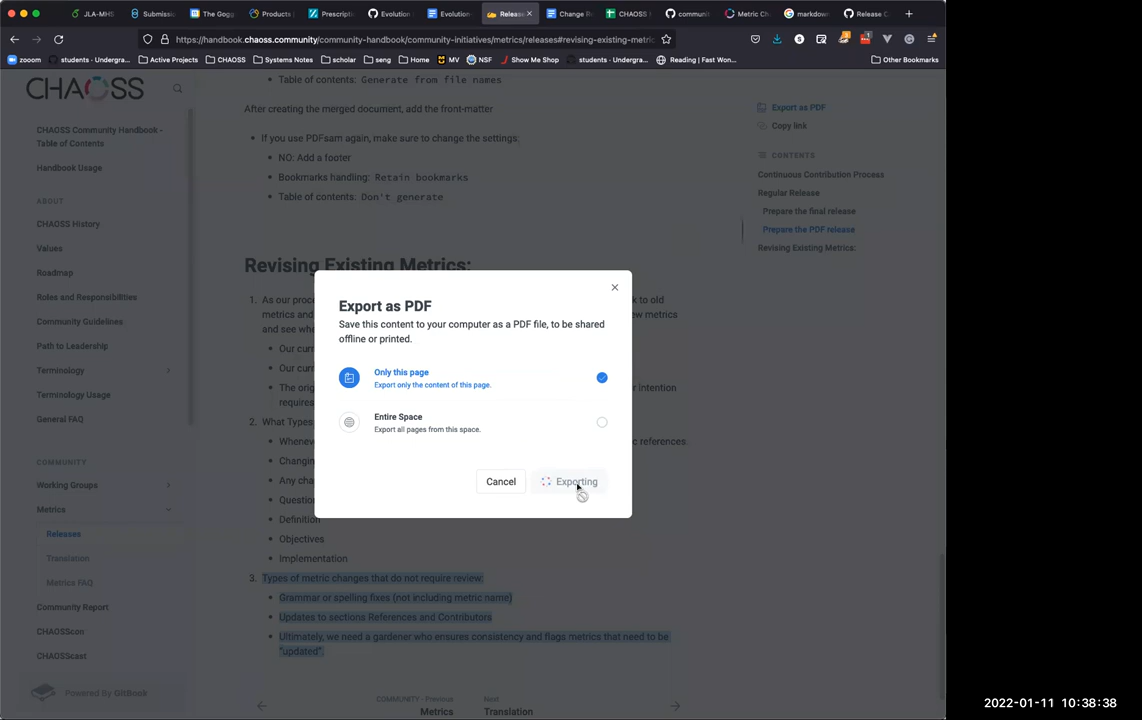 JLA-MHS
Submissi
The Gogg
Products |
Prescripti
Evolution
Evolution
Releas
Change R
CHAOSS
communi
Metric Ch
markdow
Release C
https://handbook.chaoss.community/community-handbook/community-initiatives/metrics/releases#revising-existing-metric
zooom
students - Undergra...
Active Projects
CHAOSS
Systems Notes
scholar
seng
Home
MV
NSF
Show Me Shop
students - Undergra...
Reading | Fast Won...
Other Bookmarks
CHAOSS
CHAOSS Community Handbook -
Table of Contents
Handbook Usage
ABOUT
CHAOSS History
Values
Roadmap
Roles and Responsibilities
Community Guidelines
Path to Leadership
Terminology
Terminology Usage
General FAQ
COMMUNITY
Working Groups
Metrics
Releases
Translation
Metrics FAQ
Community Report
CHAOSScon
CHAOSScast
Powered By GitBook
Table of contents: Generate from file names
After creating the merged document, add the front-matter
If you use PDFsam again, make sure to change the settings:
NO: Add a footer
Bookmarks handling: Retain bookmarks
Table of contents: Don't generate
Revising Existing Metrics:
1. As our proce k to old
metrics and ew metrics
and see whe
Our curr
Our curr
The orig r intention
requires
2. What Types
Wheneve c references.
Changin
Any cha
Question
Definition
Objectives
Implementation
3. Types of metric changes that do not require review:
Grammar or spelling fixes (not including metric name)
Updates to sections References and Contributors
Ultimately, we need a gardener who ensures consistency and flags metrics that need to be
"updated".
COMMUNITY - Previous
Metrics
Next
Translation
Export as PDF
Save this content to your computer as a PDF file, to be shared
offline or printed.
Only this page
Export only the content of this page.
Entire Space
Export all pages from this space.
Cancel
Exporting
Export as PDF
Copy link
CONTENTS
Continuous Contribution Process
Regular Release
Prepare the final release
Prepare the PDF release
Revising Existing Metrics:
2022-01-11 10:38:38